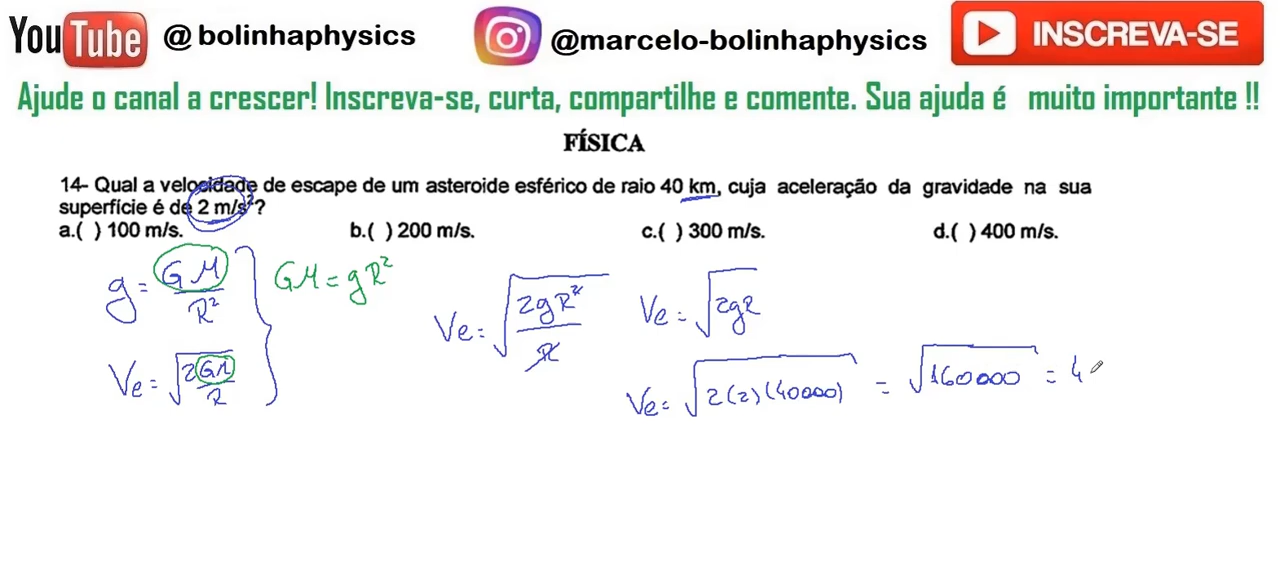 YouTube @bolinhaphysics @marcelo-bolinhaphysics INSCREVA-SE
Ajude o canal a crescer! Inscreva-se, curta, compartilhe e comente. Sua ajuda é muito importante !!
FÍSICA
14- Qual a velocidade de escape de um asteroide esférico de raio 40 km, cuja aceleração da gravidade na sua
superfície é de 2 m/s²?
a.( ) 100 m/s. b.( ) 200 m/s. c.( ) 300 m/s. d.( ) 400 m/s.
g = GM/R² GM = gR²
Ve = √(2gR²/R) Ve = √2gR
Ve = √(2GM/R)
Ve = √2(2)(40000) = √160000 = 4